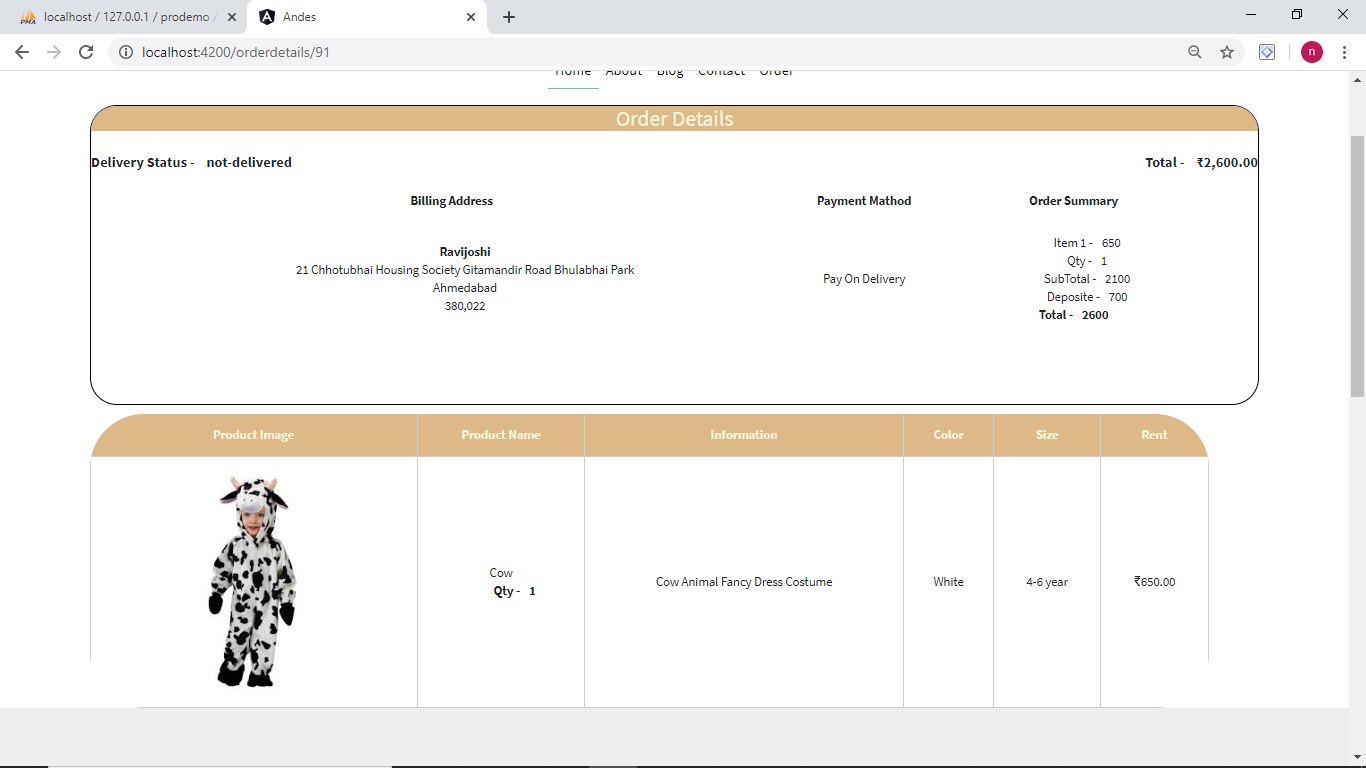 localhost / 127.0.0.1 / prodemo /
Andes
localhost:4200/orderdetails/91
n
Home About Blog Contact Order
Order Details
Delivery Status - not-delivered
Total - ₹2,600.00
Billing Address Payment Mathod Order Summary
Ravijoshi
21 Chhotubhai Housing Society Gitamandir Road Bhulabhai Park
Ahmedabad
380,022
Pay On Delivery
Item 1 - 650
Qty - 1
SubTotal - 2100
Deposite - 700
Total - 2600
Product Image Product Name Information Color Size Rent
Cow
Qty - 1
Cow Animal Fancy Dress Costume
White
4-6 year
₹650.00